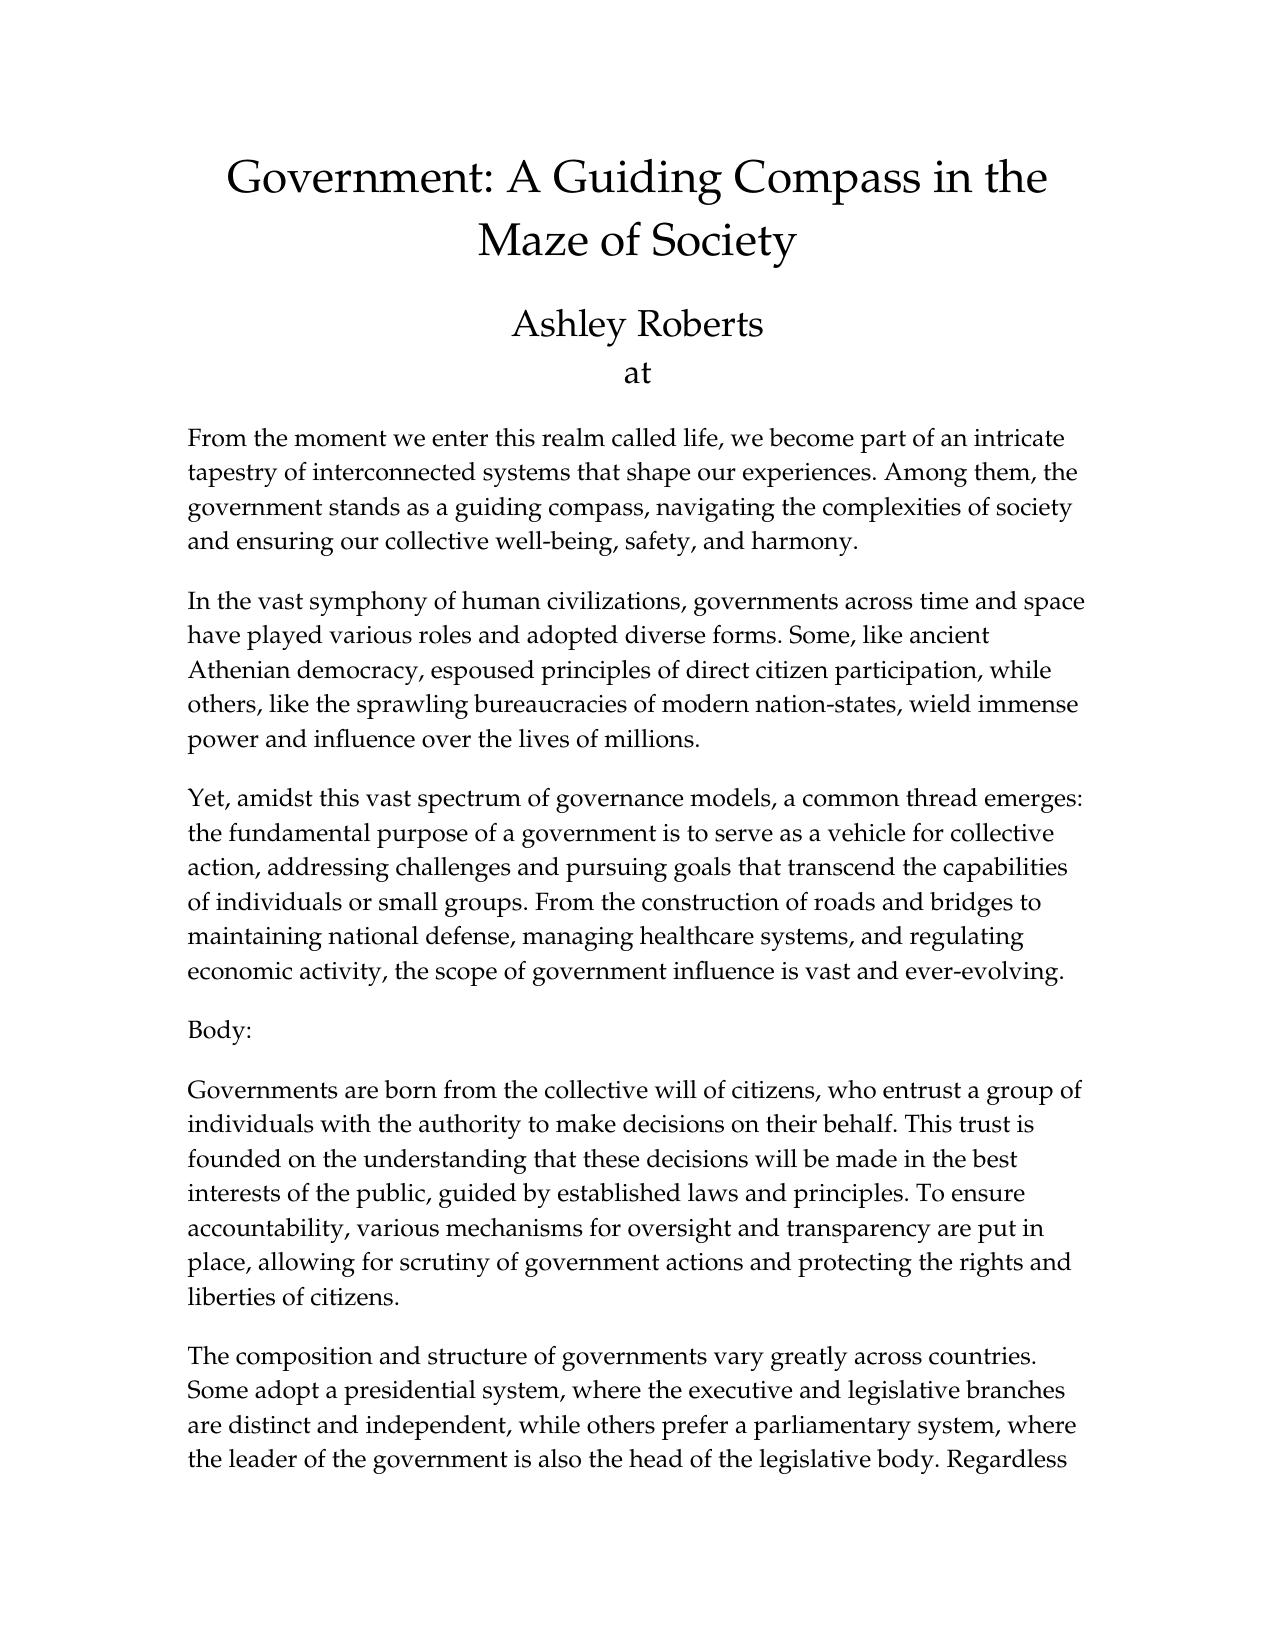 Government: A Guiding Compass in the
Maze of Society
Ashley Roberts
at
From the moment we enter this realm called life, we become part of an intricate
tapestry of interconnected systems that shape our experiences. Among them, the
government stands as a guiding compass, navigating the complexities of society
and ensuring our collective well-being, safety, and harmony.
In the vast symphony of human civilizations, governments across time and space
have played various roles and adopted diverse forms. Some, like ancient
Athenian democracy, espoused principles of direct citizen participation, while
others, like the sprawling bureaucracies of modern nation-states, wield immense
power and influence over the lives of millions.
Yet, amidst this vast spectrum of governance models, a common thread emerges:
the fundamental purpose of a government is to serve as a vehicle for collective
action, addressing challenges and pursuing goals that transcend the capabilities
of individuals or small groups. From the construction of roads and bridges to
maintaining national defense, managing healthcare systems, and regulating
economic activity, the scope of government influence is vast and ever-evolving.
Body:
Governments are born from the collective will of citizens, who entrust a group of
individuals with the authority to make decisions on their behalf. This trust is
founded on the understanding that these decisions will be made in the best
interests of the public, guided by established laws and principles. To ensure
accountability, various mechanisms for oversight and transparency are put in
place, allowing for scrutiny of government actions and protecting the rights and
liberties of citizens.
The composition and structure of governments vary greatly across countries.
Some adopt a presidential system, where the executive and legislative branches
are distinct and independent, while others prefer a parliamentary system, where
the leader of the government is also the head of the legislative body. Regardless